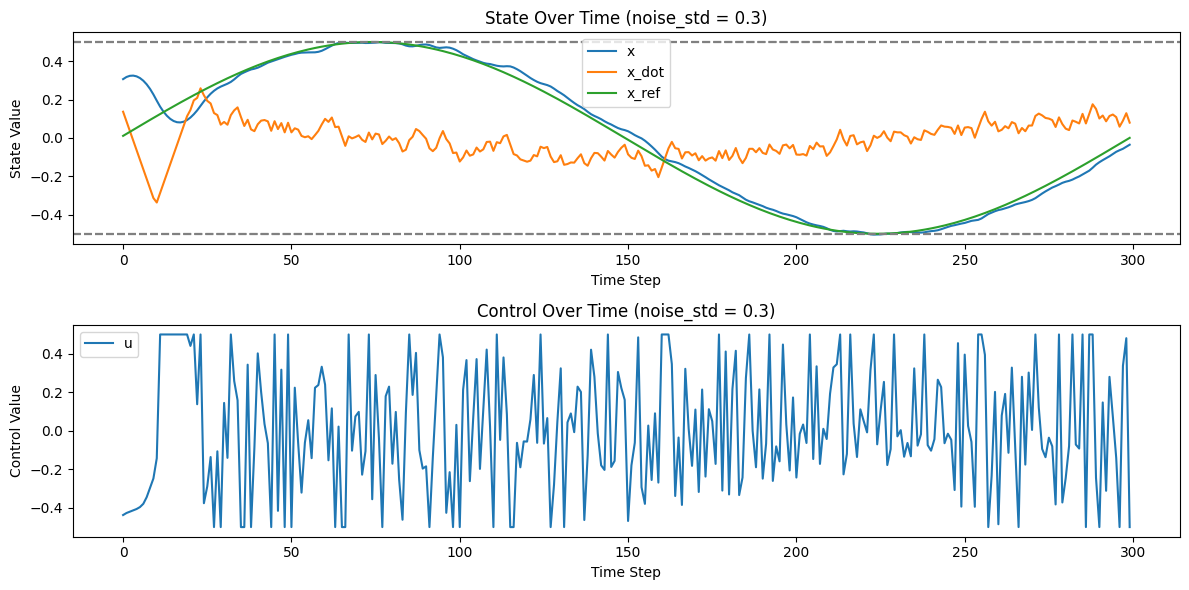 State Over Time (noise_std = 0.3)
State Value
0.4
0.2
0.0
−0.2
−0.4
x
x_dot
x_ref
0 50 100 150 200 250 300
Time Step
Control Over Time (noise_std = 0.3)
Control Value
0.4
0.2
0.0
−0.2
−0.4
u
0 50 100 150 200 250 300
Time Step